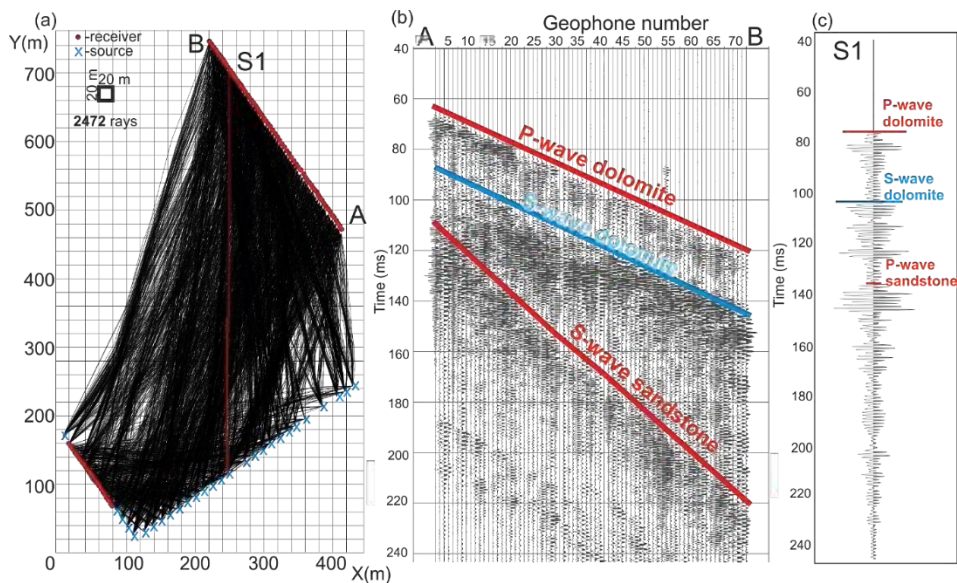 (a)
Y(m)
•-receiver
×-source
B
S1
700
20 m
20 m
2472 rays
600
500
A
400
300
200
100
0
100
200
300
400
X(m)
(b)
Geophone number
A
5
10
15
20
25
30
35
40
45
50
55
60
65
70
B
40
60
80
100
120
140
160
180
200
220
240
Time (ms)
P-wave dolomite
S-wave dolomite
S-wave sandstone
(c)
S1
40
60
80
100
120
140
160
180
200
220
240
Time (ms)
P-wave
dolomite
S-wave
dolomite
P-wave
sandstone